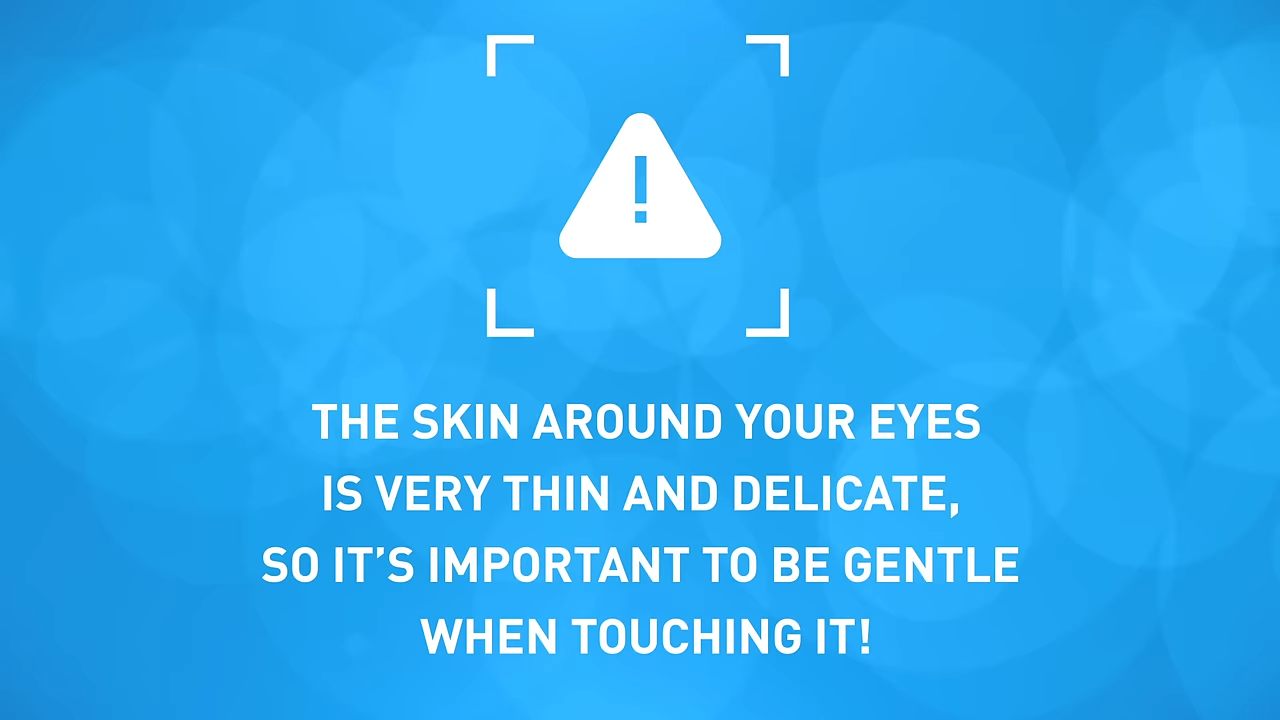 THE SKIN AROUND YOUR EYES
IS VERY THIN AND DELICATE,
SO IT’S IMPORTANT TO BE GENTLE
WHEN TOUCHING IT!